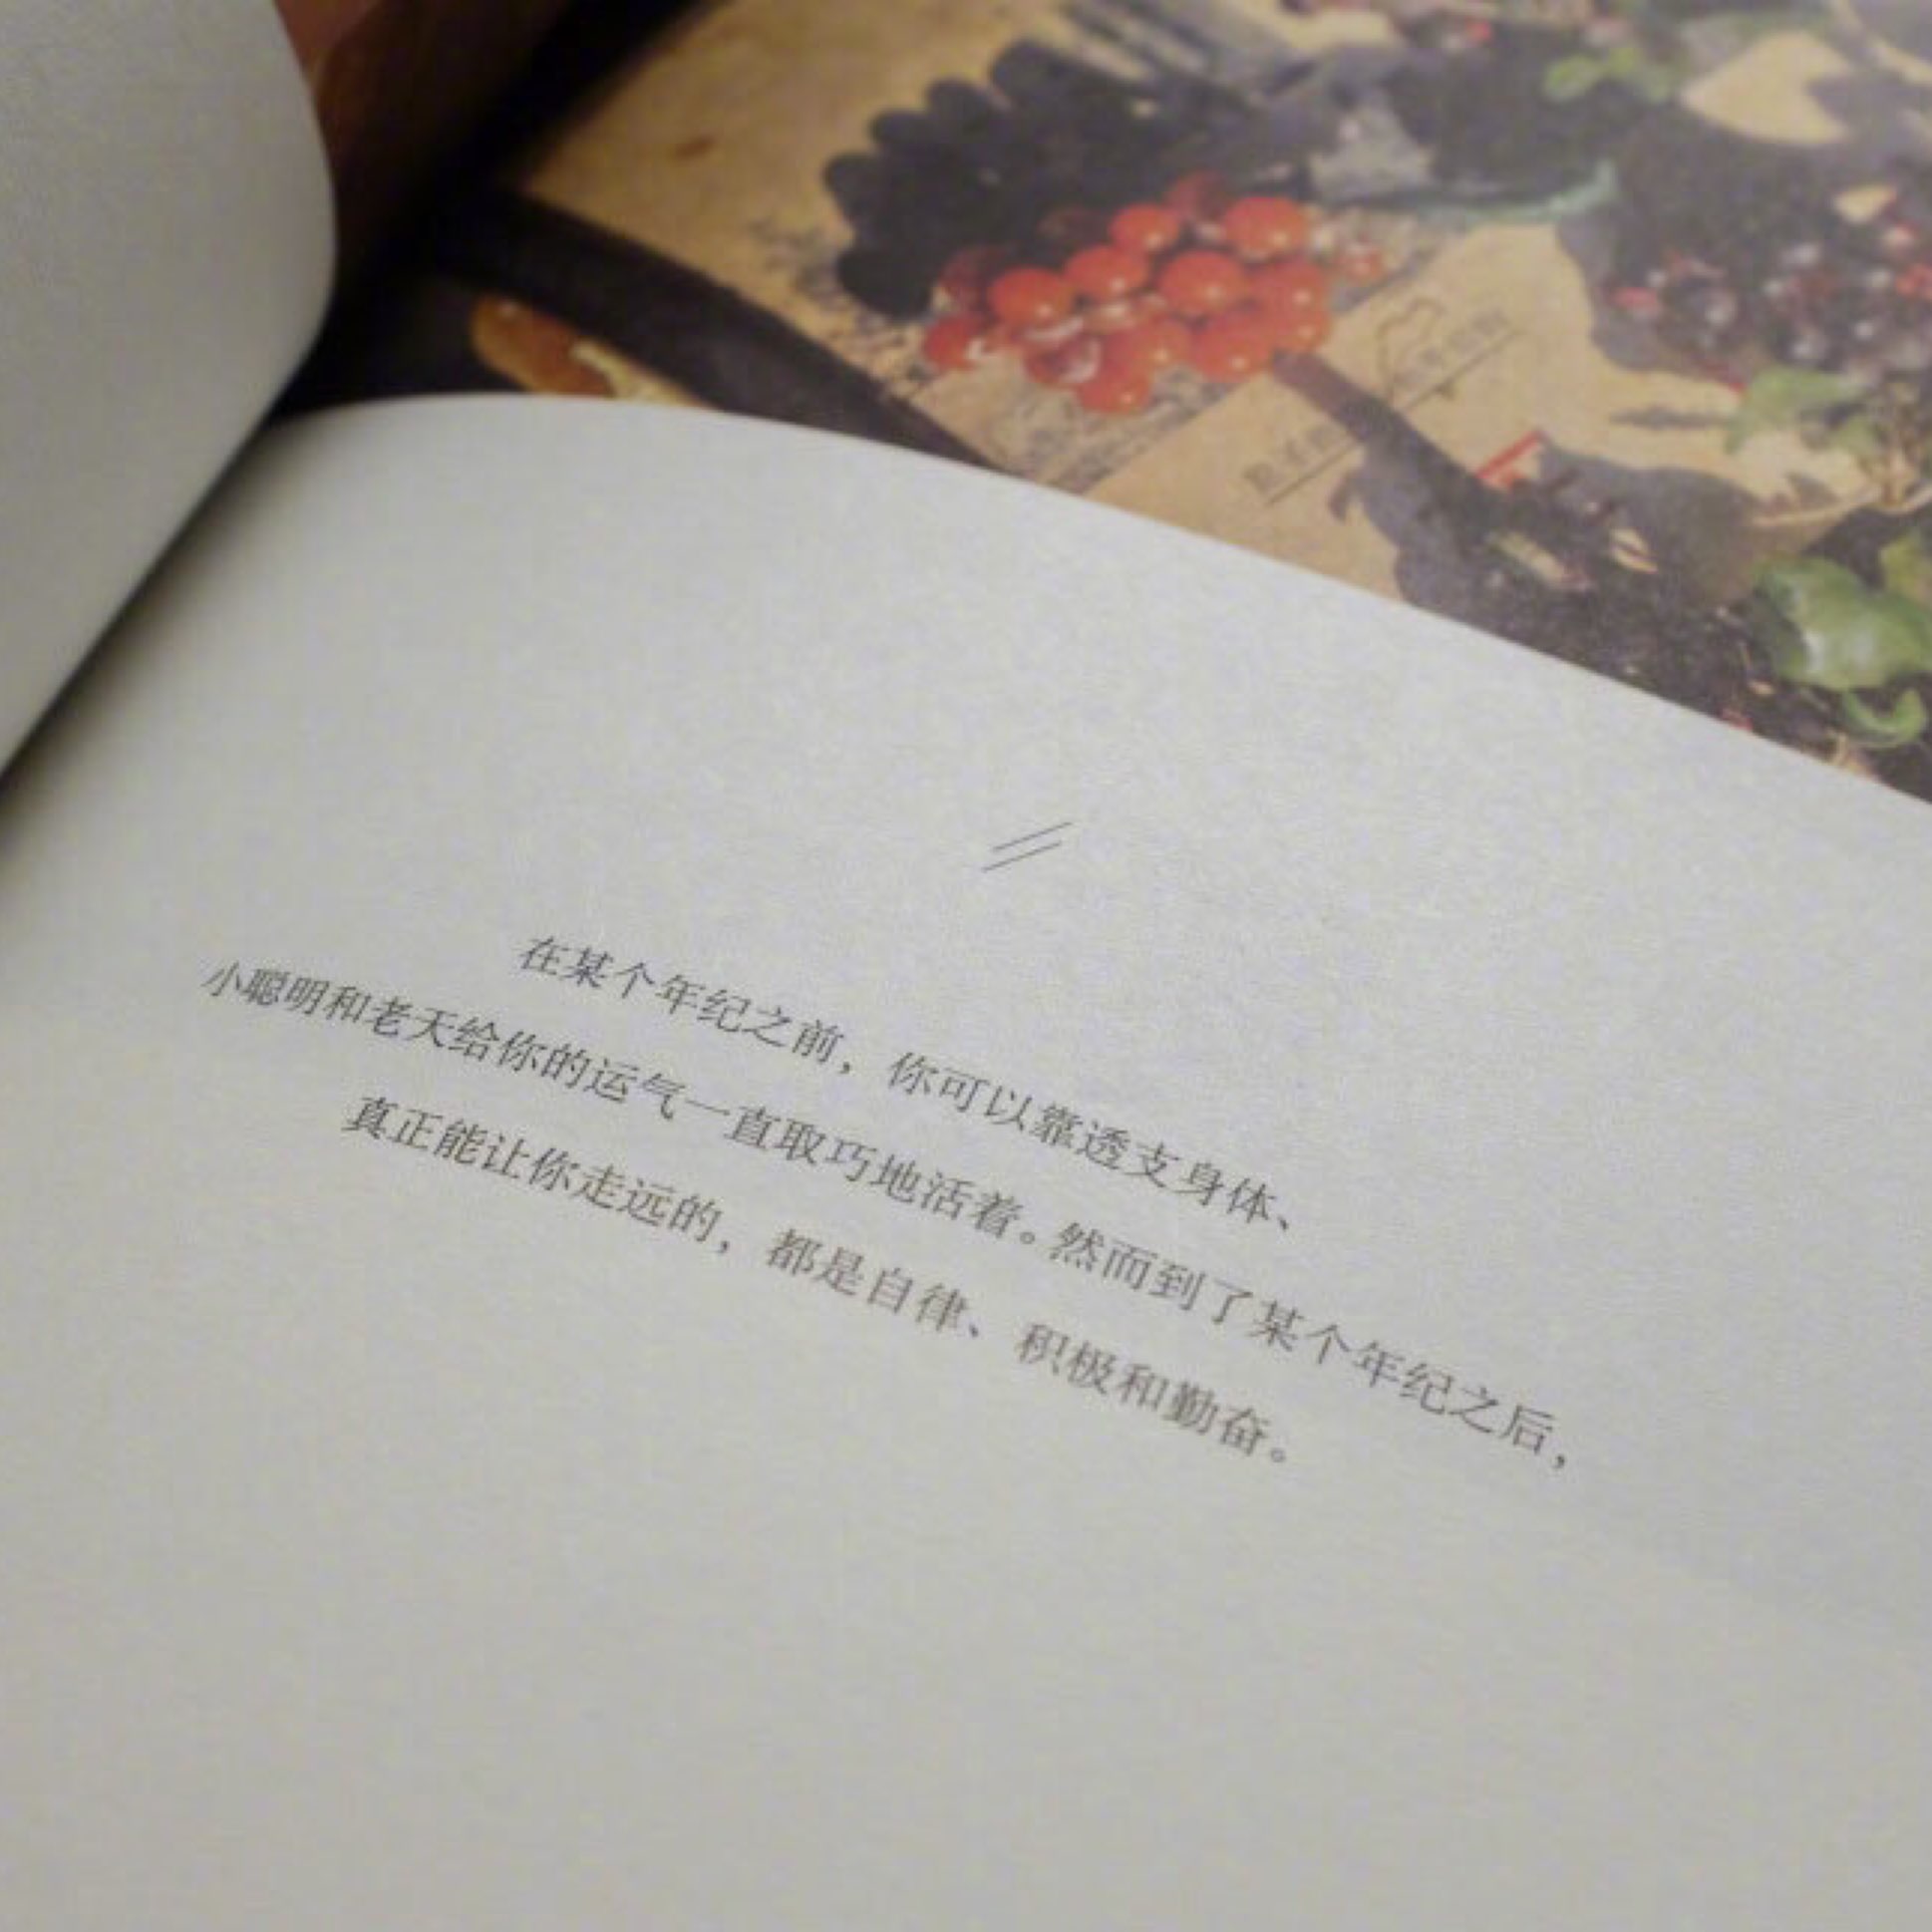 在某个年纪之前，你可以靠透支身体、
小聪明和老天给你的运气一直取巧地活着。然而到了某个年纪之后，
真正能让你走远的，都是自律、积极和勤奋。